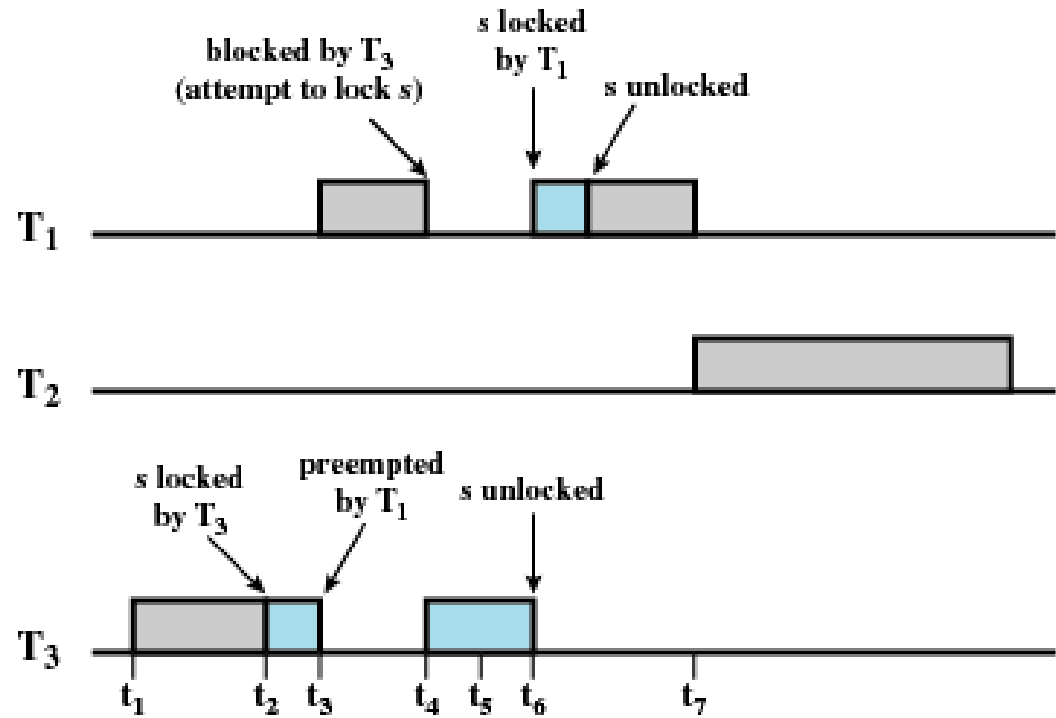 blocked by T3
(attempt to lock s)
s locked
by T1
s unlocked
T1
T2
s locked
by T3
preempted
by T1
s unlocked
T3
t1 t2 t3 t4 t5 t6 t7